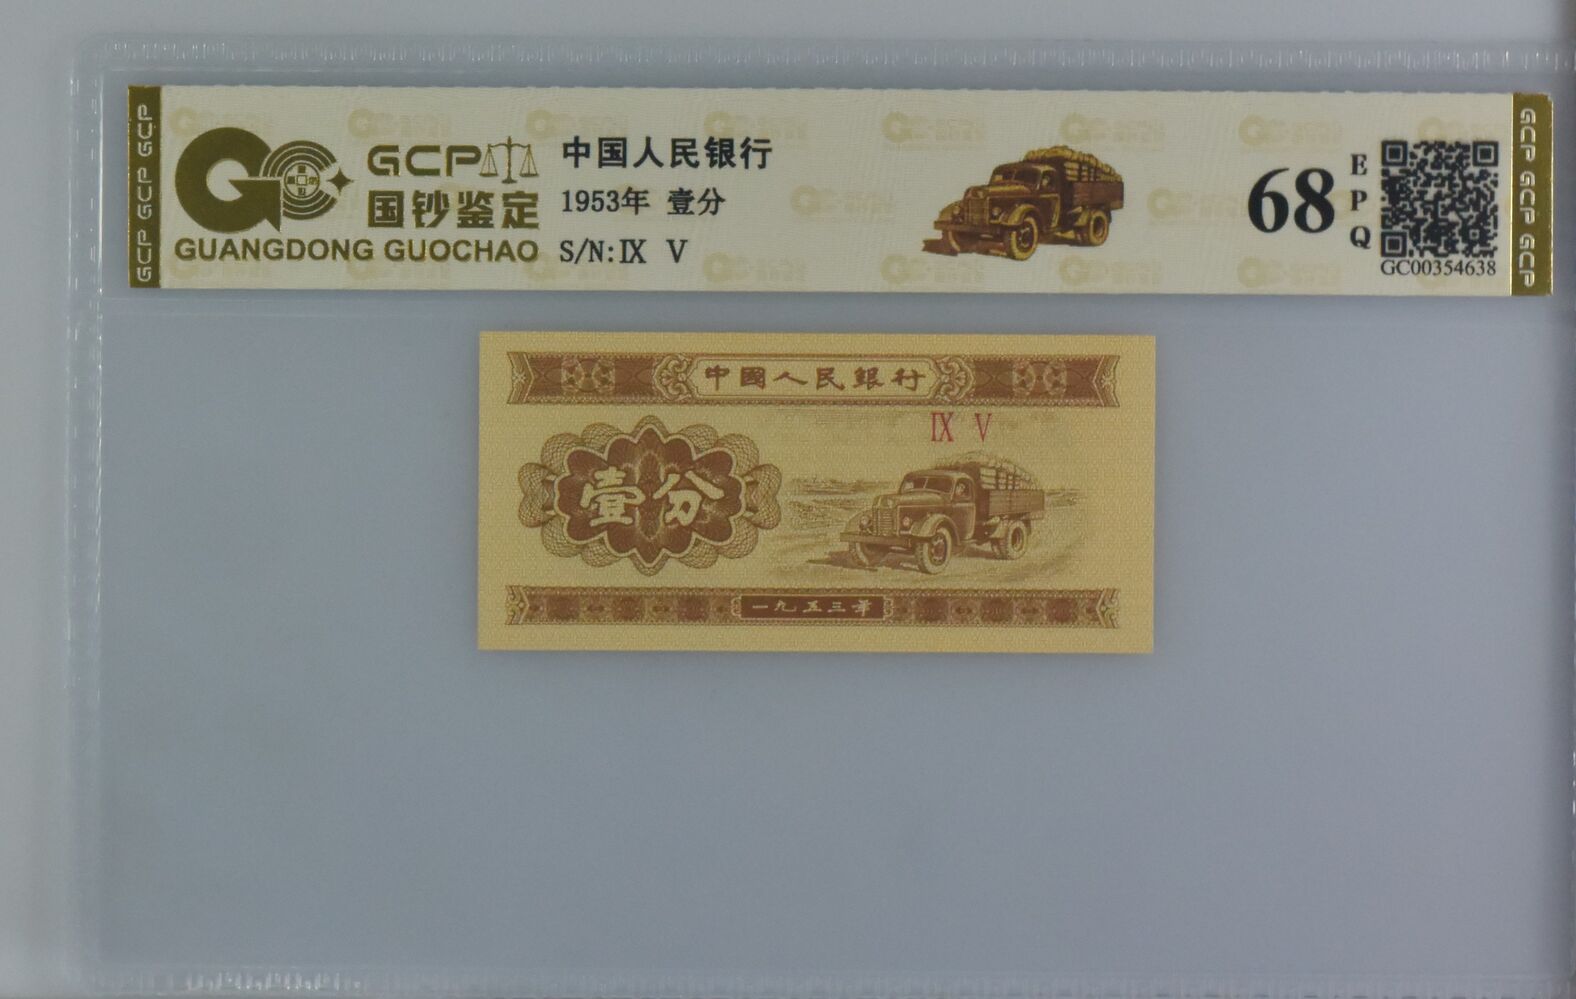 GCP GCP GCP
GCP
国钞鉴定
GUANGDONG GUOCHAO
中国人民银行
1953年 壹分
S/N:Ⅸ Ⅴ
68
EPQ
GC00354638
GCP GCP GCP
中國人民銀行
Ⅸ Ⅴ
壹分
一九五三年